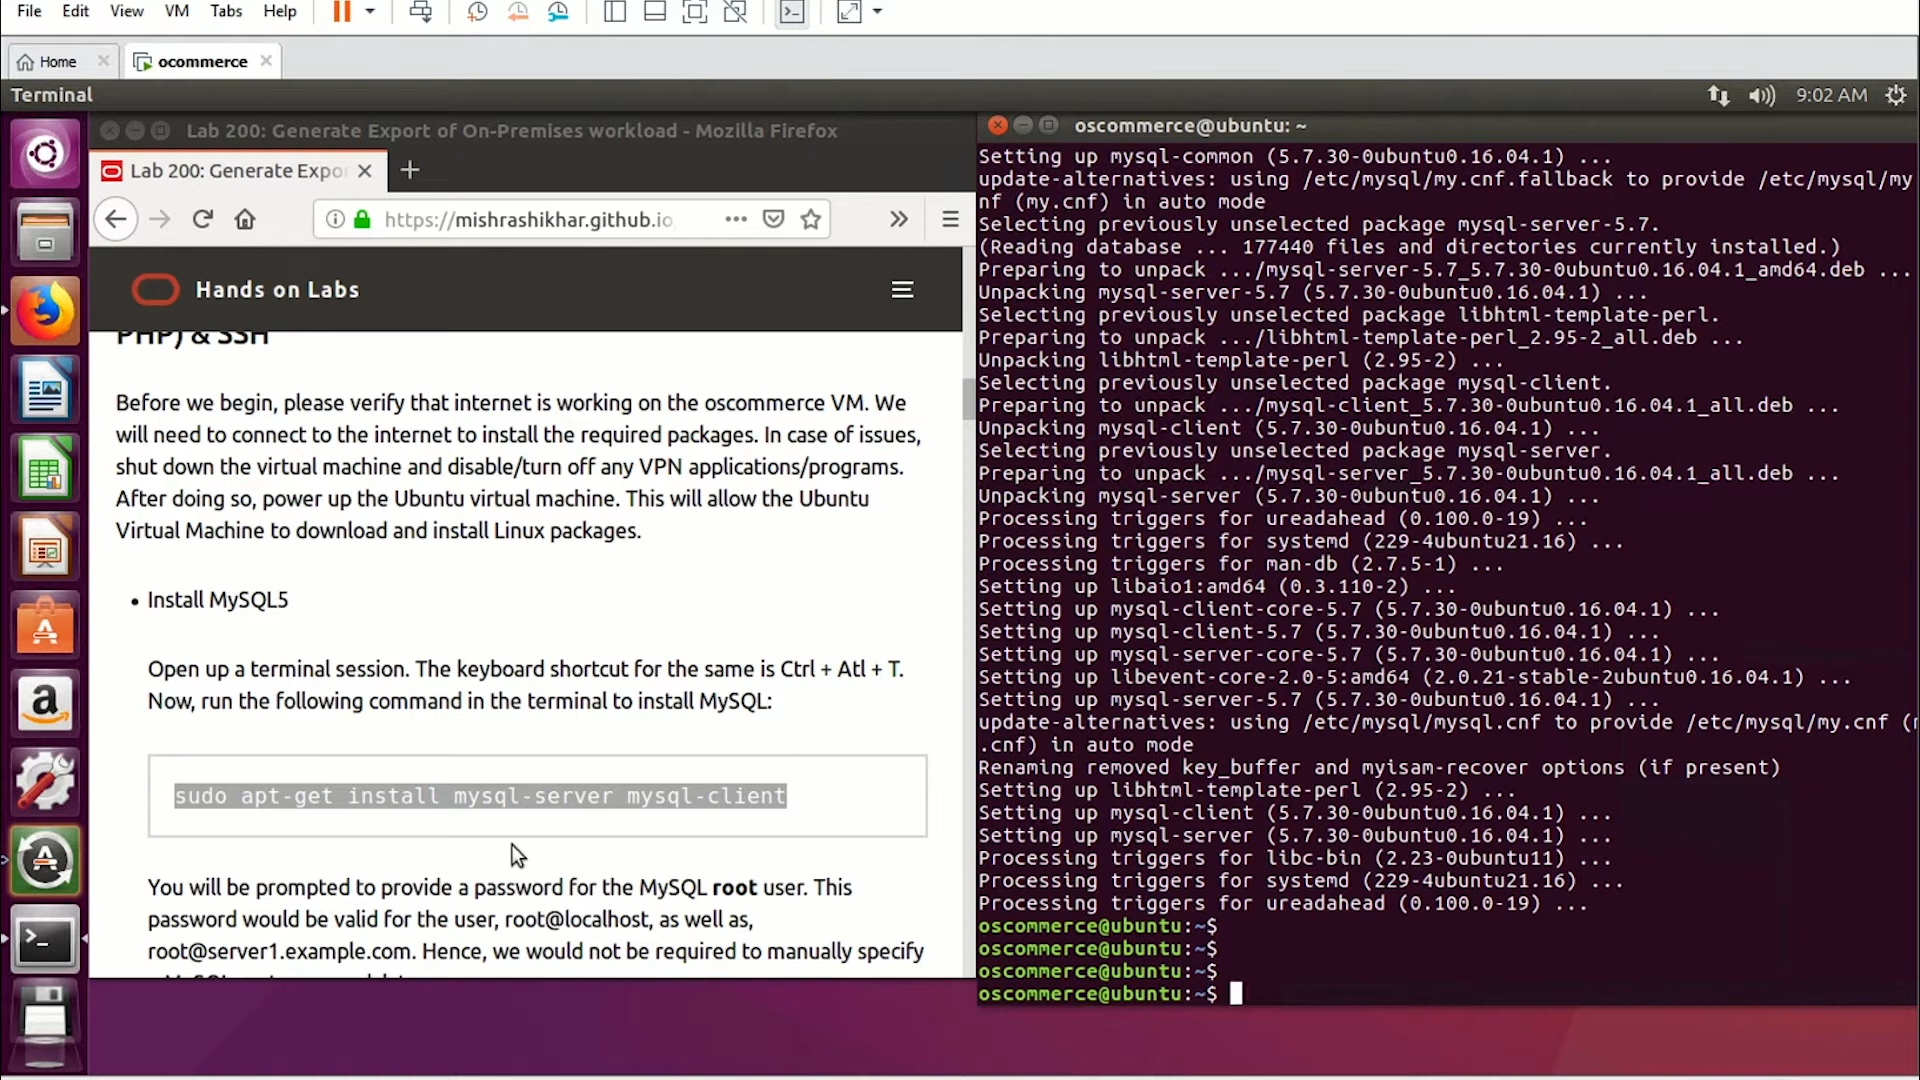 File Edit View VM Tabs Help
Home
ocommerce
Terminal
9:02 AM
Lab 200: Generate Export of On-Premises workload - Mozilla Firefox
Lab 200: Generate Expo
https://mishrashikhar.github.io
Hands on Labs
PHP) & SSH
Before we begin, please verify that internet is working on the oscommerce VM. We
will need to connect to the internet to install the required packages. In case of issues,
shut down the virtual machine and disable/turn off any VPN applications/programs.
After doing so, power up the Ubuntu virtual machine. This will allow the Ubuntu
Virtual Machine to download and install Linux packages.
• Install MySQL5
Open up a terminal session. The keyboard shortcut for the same is Ctrl + Atl + T.
Now, run the following command in the terminal to install MySQL:
sudo apt-get install mysql-server mysql-client
You will be prompted to provide a password for the MySQL root user. This
password would be valid for the user, root@localhost, as well as,
root@server1.example.com. Hence, we would not be required to manually specify
oscommerce@ubuntu: ~
Setting up mysql-common (5.7.30-0ubuntu0.16.04.1) ...
update-alternatives: using /etc/mysql/my.cnf.fallback to provide /etc/mysql/my
nf (my.cnf) in auto mode
Selecting previously unselected package mysql-server-5.7.
(Reading database ... 177440 files and directories currently installed.)
Preparing to unpack .../mysql-server-5.7_5.7.30-0ubuntu0.16.04.1_amd64.deb ...
Unpacking mysql-server-5.7 (5.7.30-0ubuntu0.16.04.1) ...
Selecting previously unselected package libhtml-template-perl.
Preparing to unpack .../libhtml-template-perl_2.95-2_all.deb ...
Unpacking libhtml-template-perl (2.95-2) ...
Selecting previously unselected package mysql-client.
Preparing to unpack .../mysql-client_5.7.30-0ubuntu0.16.04.1_all.deb ...
Unpacking mysql-client (5.7.30-0ubuntu0.16.04.1) ...
Selecting previously unselected package mysql-server.
Preparing to unpack .../mysql-server_5.7.30-0ubuntu0.16.04.1_all.deb ...
Unpacking mysql-server (5.7.30-0ubuntu0.16.04.1) ...
Processing triggers for ureadahead (0.100.0-19) ...
Processing triggers for systemd (229-4ubuntu21.16) ...
Processing triggers for man-db (2.7.5-1) ...
Setting up libaio1:amd64 (0.3.110-2) ...
Setting up mysql-client-core-5.7 (5.7.30-0ubuntu0.16.04.1) ...
Setting up mysql-client-5.7 (5.7.30-0ubuntu0.16.04.1) ...
Setting up mysql-server-core-5.7 (5.7.30-0ubuntu0.16.04.1) ...
Setting up libevent-core-2.0-5:amd64 (2.0.21-stable-2ubuntu0.16.04.1) ...
Setting up mysql-server-5.7 (5.7.30-0ubuntu0.16.04.1) ...
update-alternatives: using /etc/mysql/mysql.cnf to provide /etc/mysql/my.cnf (
.cnf) in auto mode
Renaming removed key_buffer and myisam-recover options (if present)
Setting up libhtml-template-perl (2.95-2) ...
Setting up mysql-client (5.7.30-0ubuntu0.16.04.1) ...
Setting up mysql-server (5.7.30-0ubuntu0.16.04.1) ...
Processing triggers for libc-bin (2.23-0ubuntu11) ...
Processing triggers for systemd (229-4ubuntu21.16) ...
Processing triggers for ureadahead (0.100.0-19) ...
oscommerce@ubuntu:~$
oscommerce@ubuntu:~$
oscommerce@ubuntu:~$
oscommerce@ubuntu:~$